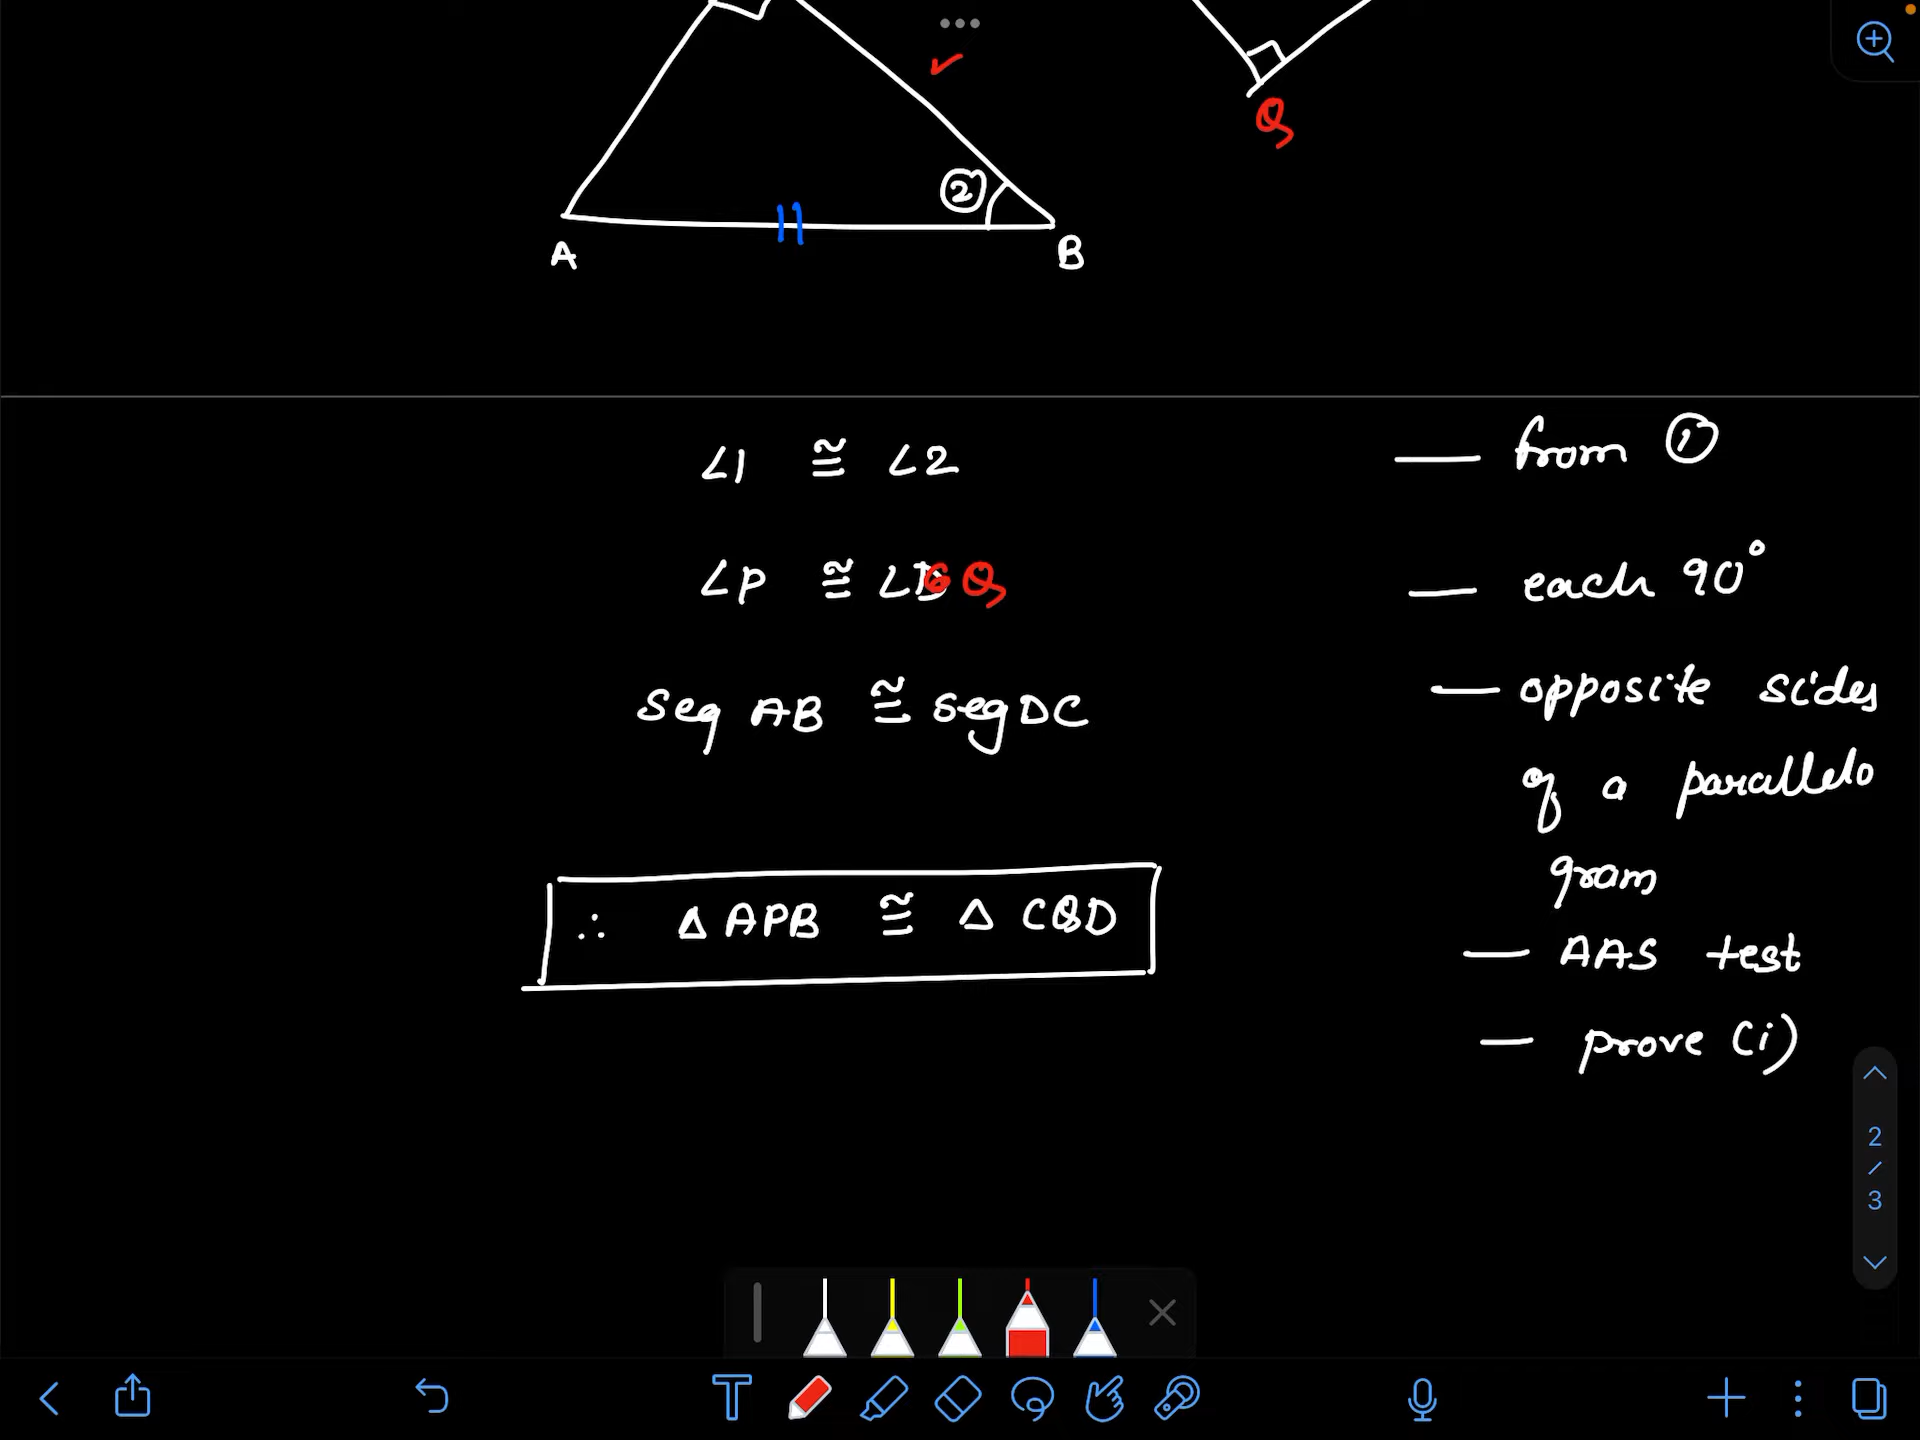 Q
2
A
B
∠1 ≅ ∠2 — from ①
∠P ≅ ∠Q — each 90°
seg AB ≅ seg DC — opposite sides
of a parallelo
gram
∴ Δ APB ≅ Δ CQD — AAS test
— prove (i)
2
/
3
T